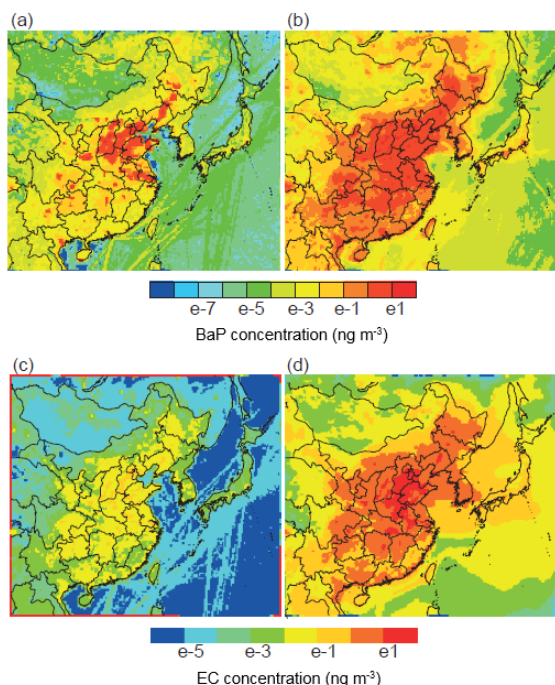 (a) (b)
e-7 e-5 e-3 e-1 e1
BaP concentration (ng m-3)
(c) (d)
e-5 e-3 e-1 e1
EC concentration (ng m-3)